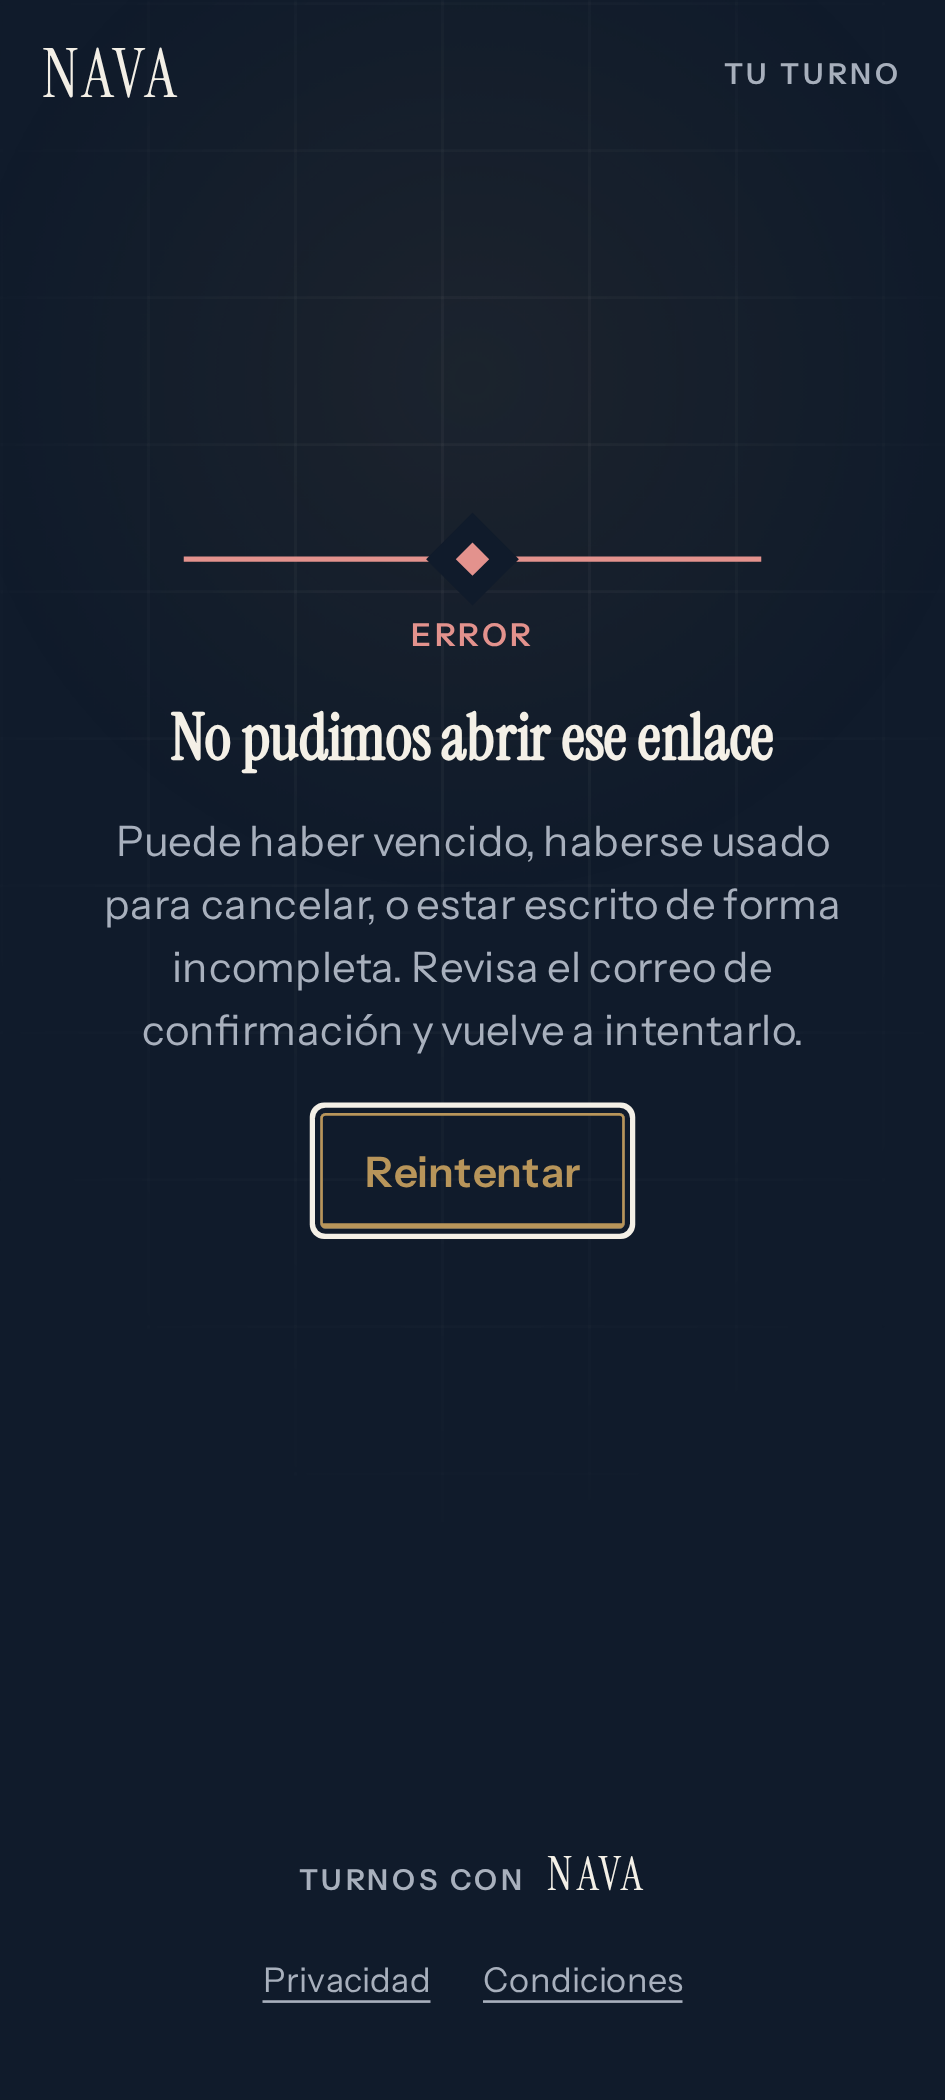 NAVA
TU TURNO
ERROR
No pudimos abrir ese enlace
Puede haber vencido, haberse usado
para cancelar, o estar escrito de forma
incompleta. Revisa el correo de
confirmación y vuelve a intentarlo.
Reintentar
TURNOS CON NAVA
Privacidad
Condiciones